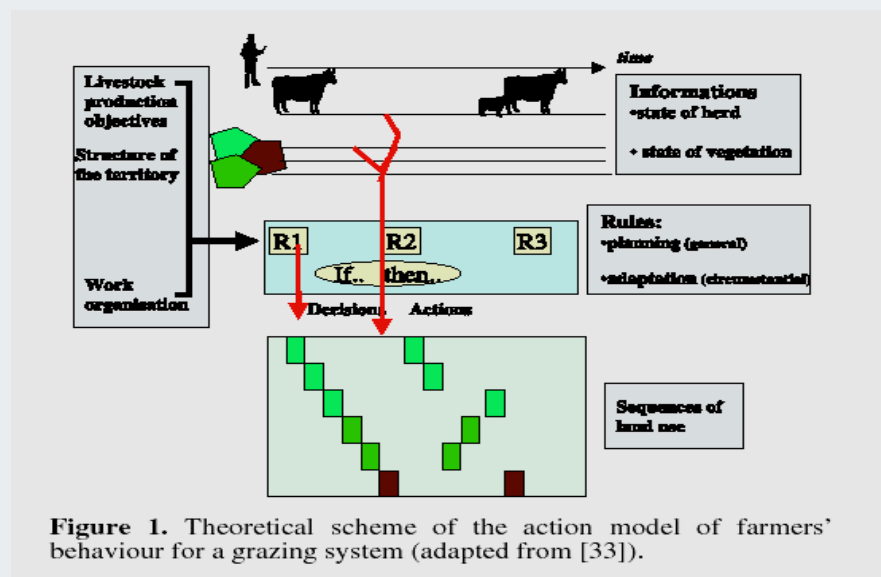 time
Livestock
production
objectives
Structure of
the territory
Work
organisation
Informations
•state of herd
• state of vegetation
R1 R2 R3
If.. then..
Rules:
•planning (general)
•adaptation (circumstantial)
Decisions Actions
Sequences of
land use
Figure 1. Theoretical scheme of the action model of farmers'
behaviour for a grazing system (adapted from [33]).